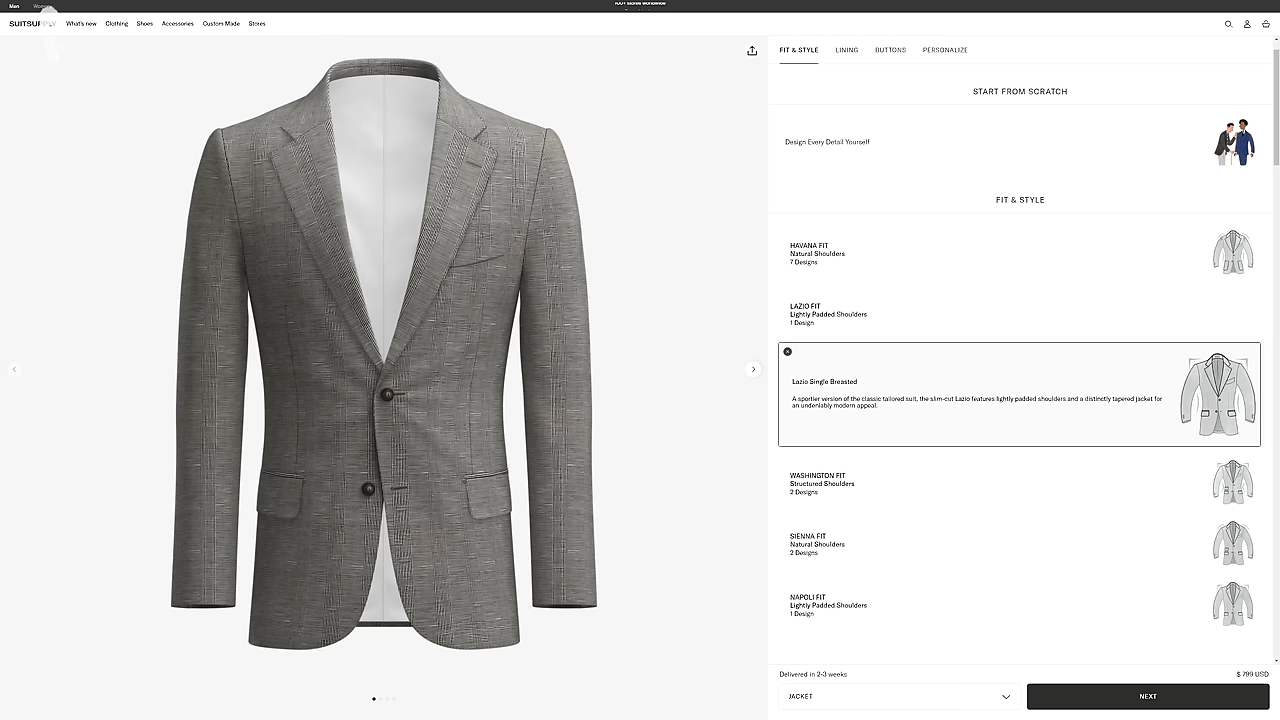 Men
100+ stores worldwide
SUITSUPPLY
What's new
Clothing
Shoes
Accessories
Custom Made
Stores
FIT & STYLE
LINING
BUTTONS
PERSONALIZE
START FROM SCRATCH
Design Every Detail Yourself
FIT & STYLE
HAVANA FIT
Natural Shoulders
7 Designs
LAZIO FIT
Lightly Padded Shoulders
1 Design
Lazio Single Breasted
A sportier version of the classic tailored suit, the slim-cut Lazio features lightly padded shoulders and a distinctly tapered jacket for
an undeniably modern appeal.
WASHINGTON FIT
Structured Shoulders
2 Designs
SIENNA FIT
Natural Shoulders
2 Designs
NAPOLI FIT
Lightly Padded Shoulders
1 Design
Delivered in 2-3 weeks
$ 799 USD
JACKET
NEXT